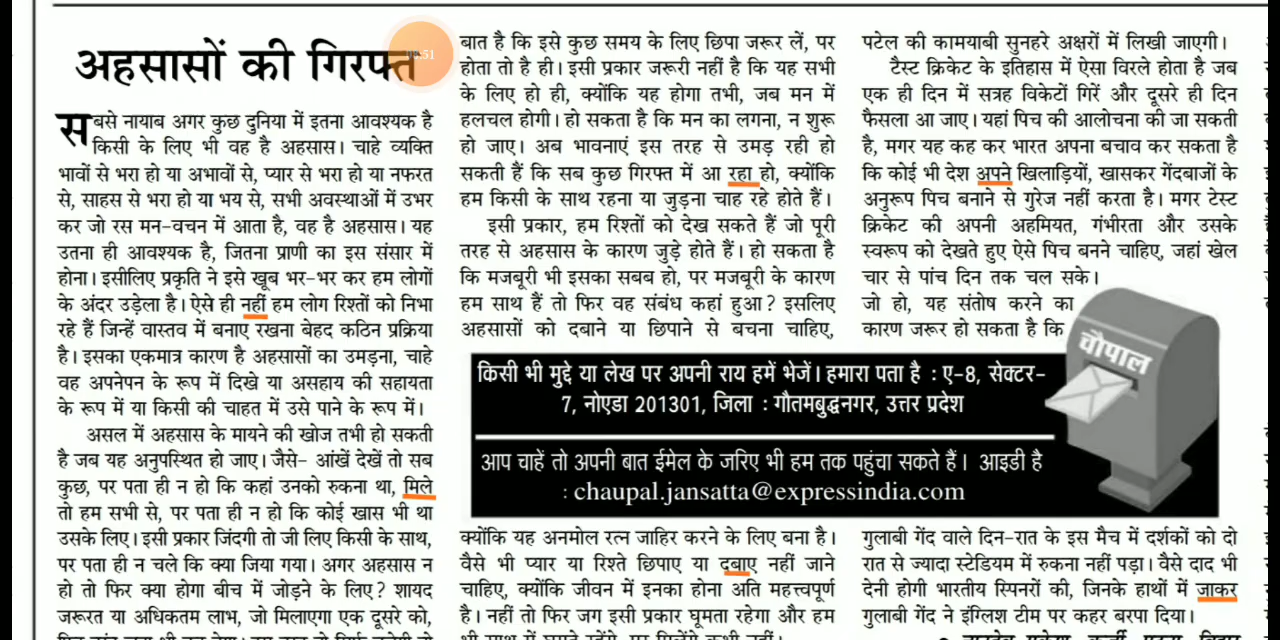 अहसासों की गिरफ्त
सबसे नायाब अगर कुछ दुनिया में इतना आवश्यक है
किसी के लिए भी वह है अहसास। चाहे व्यक्ति
भावों से भरा हो या अभावों से, प्यार से भरा हो या नफरत
से, साहस से भरा हो या भय से, सभी अवस्थाओं में उभर
कर जो रस मन-वचन में आता है, वह है अहसास। यह
उतना ही आवश्यक है, जितना प्राणी का इस संसार में
होना। इसीलिए प्रकृति ने इसे खूब भर-भर कर हम लोगों
के अंदर उड़ेला है। ऐसे ही नहीं हम लोग रिश्तों को निभा
रहे हैं जिन्हें वास्तव में बनाए रखना बेहद कठिन प्रक्रिया
है। इसका एकमात्र कारण है अहसासों का उमड़ना, चाहे
वह अपनेपन के रूप में दिखे या असहाय की सहायता
के रूप में या किसी की चाहत में उसे पाने के रूप में।
असल में अहसास के मायने की खोज तभी हो सकती
है जब यह अनुपस्थित हो जाए। जैसे- आंखें देखें तो सब
कुछ, पर पता ही न हो कि कहां उनको रुकना था, मिले
तो हम सभी से, पर पता ही न हो कि कोई खास भी था
उसके लिए। इसी प्रकार जिंदगी तो जी लिए किसी के साथ,
पर पता ही न चले कि क्या जिया गया। अगर अहसास न
हो तो फिर क्या होगा बीच में जोड़ने के लिए? शायद
जरूरत या अधिकतम लाभ, जो मिलाएगा एक दूसरे को,
बात है कि इसे कुछ समय के लिए छिपा जरूर लें, पर
होता तो है ही। इसी प्रकार जरूरी नहीं है कि यह सभी
के लिए हो ही, क्योंकि यह होगा तभी, जब मन में
हलचल होगी। हो सकता है कि मन का लगना, न शुरू
हो जाए। अब भावनाएं इस तरह से उमड़ रही हो
सकती हैं कि सब कुछ गिरफ्त में आ रहा हो, क्योंकि
हम किसी के साथ रहना या जुड़ना चाह रहे होते हैं।
इसी प्रकार, हम रिश्तों को देख सकते हैं जो पूरी
तरह से अहसास के कारण जुड़े होते हैं। हो सकता है
कि मजबूरी भी इसका सबब हो, पर मजबूरी के कारण
हम साथ हैं तो फिर वह संबंध कहां हुआ? इसलिए
अहसासों को दबाने या छिपाने से बचना चाहिए,
क्योंकि यह अनमोल रत्न जाहिर करने के लिए बना है।
वैसे भी प्यार या रिश्ते छिपाए या दबाए नहीं जाने
चाहिए, क्योंकि जीवन में इनका होना अति महत्त्वपूर्ण
है। नहीं तो फिर जग इसी प्रकार घूमता रहेगा और हम
पटेल की कामयाबी सुनहरे अक्षरों में लिखी जाएगी।
टैस्ट क्रिकेट के इतिहास में ऐसा विरले होता है जब
एक ही दिन में सत्रह विकेटों गिरें और दूसरे ही दिन
फैसला आ जाए। यहां पिच की आलोचना की जा सकती
है, मगर यह कह कर भारत अपना बचाव कर सकता है
कि कोई भी देश अपने खिलाड़ियों, खासकर गेंदबाजों के
अनुरूप पिच बनाने से गुरेज नहीं करता है। मगर टेस्ट
क्रिकेट की अपनी अहमियत, गंभीरता और उसके
स्वरूप को देखते हुए ऐसे पिच बनने चाहिए, जहां खेल
चार से पांच दिन तक चल सके।
जो हो, यह संतोष करने का
कारण जरूर हो सकता है कि
गुलाबी गेंद वाले दिन-रात के इस मैच में दर्शकों को दो
रात से ज्यादा स्टेडियम में रुकना नहीं पड़ा। वैसे दाद भी
देनी होगी भारतीय स्पिनरों की, जिनके हाथों में जाकर
गुलाबी गेंद ने इंग्लिश टीम पर कहर बरपा दिया।
चौपाल
किसी भी मुद्दे या लेख पर अपनी राय हमें भेजें। हमारा पता है : ए-8, सेक्टर-
7, नोएडा 201301, जिला : गौतमबुद्धनगर, उत्तर प्रदेश
आप चाहें तो अपनी बात ईमेल के जरिए भी हम तक पहुंचा सकते हैं। आइडी है
: chaupal.jansatta@expressindia.com